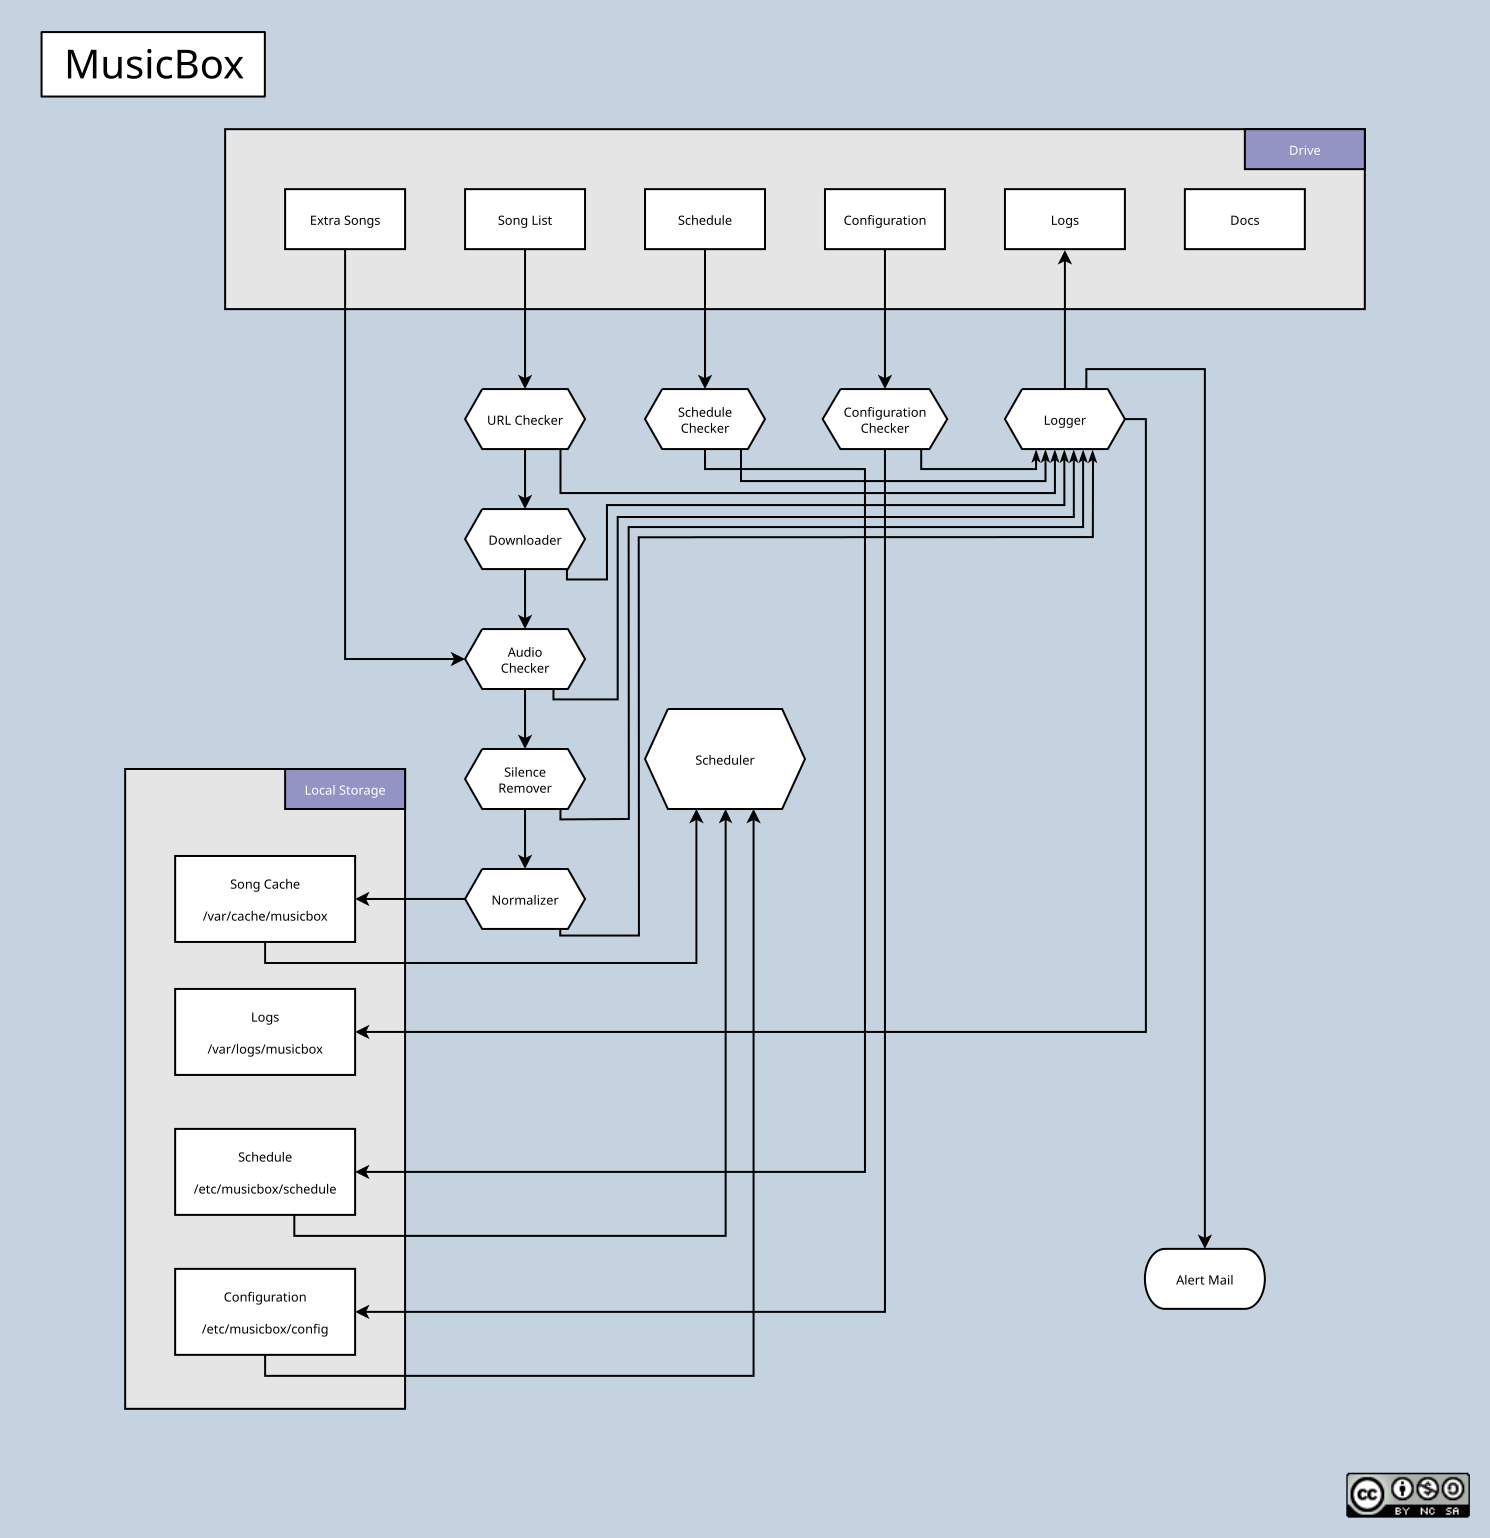 MusicBox
Drive
Extra Songs
Song List
Schedule
Configuration
Logs
Docs
URL Checker
Schedule
Checker
Configuration
Checker
Logger
Downloader
Audio
Checker
Silence
Remover
Scheduler
Normalizer
Local Storage
Song Cache
/var/cache/musicbox
Logs
/var/logs/musicbox
Schedule
/etc/musicbox/schedule
Configuration
/etc/musicbox/config
Alert Mail
cc
BY NC SA